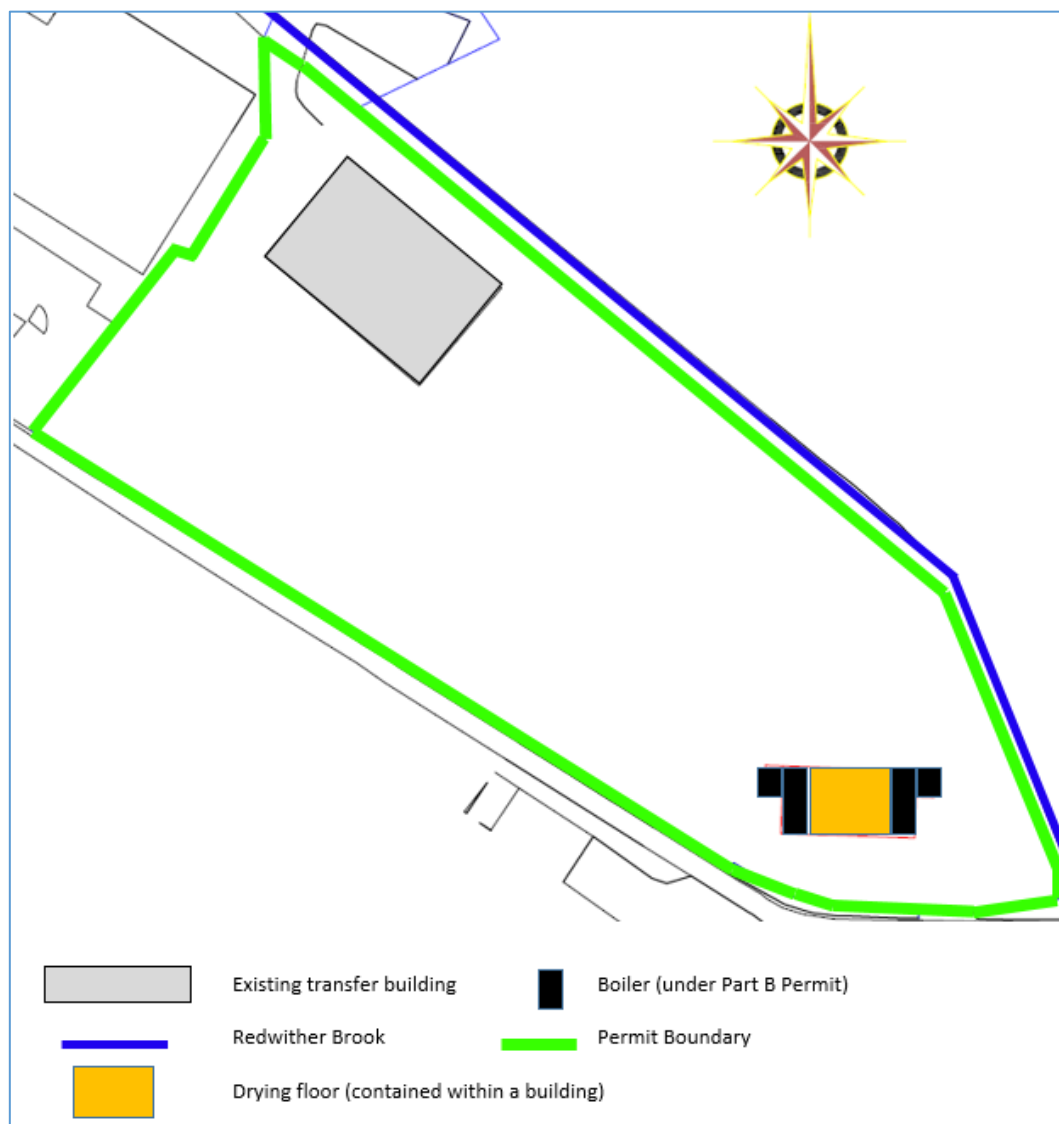 Existing transfer building
Boiler (under Part B Permit)
Redwither Brook
Permit Boundary
Drying floor (contained within a building)